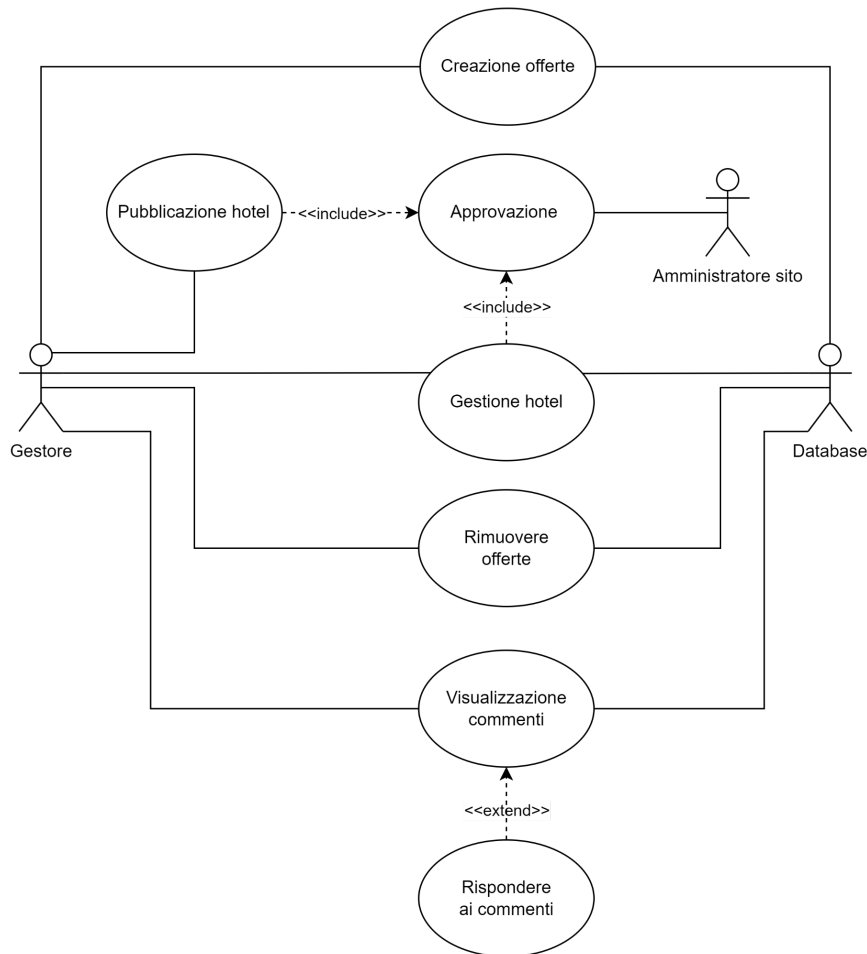 Creazione offerte
Pubblicazione hotel
<<include>>
Approvazione
Amministratore sito
<<include>>
Gestione hotel
Gestore
Database
Rimuovere
offerte
Visualizzazione
commenti
<<extend>>
Rispondere
ai commenti